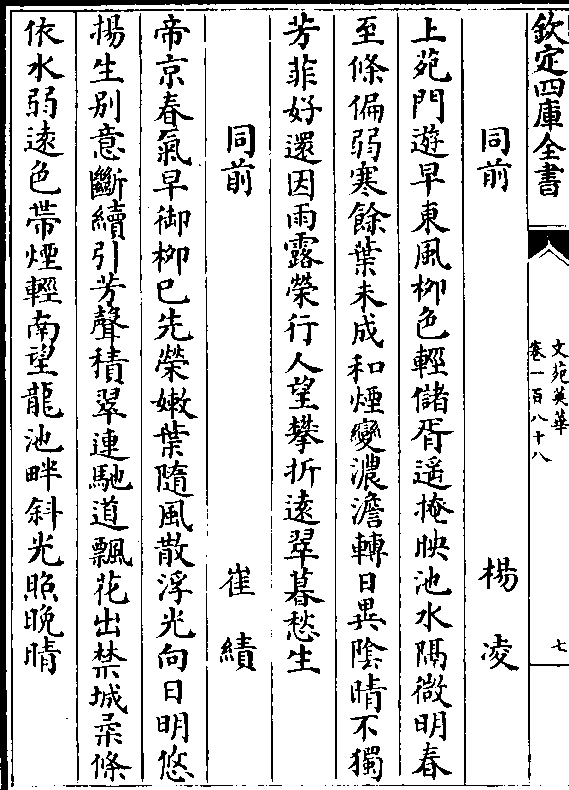 欽定四庫全書
文苑英華
卷一百八十八
七
同前 楊凌
上苑門遊早東風栁色輕儲胥遥掩映池水隔微明春
至條偏弱寒餘葉未成和煙變濃澹轉日異陰晴不獨
芳菲好還因雨露榮行人望攀折遠翠暮愁生
同前 崔績
帝京春氣早御栁已先榮嫩葉隨風散浮光向日明悠
揚生别意斷續引芳聲積翠連馳道飄花出禁城柔條
依水弱逺色帶煙輕南望龍池畔斜光照晚晴